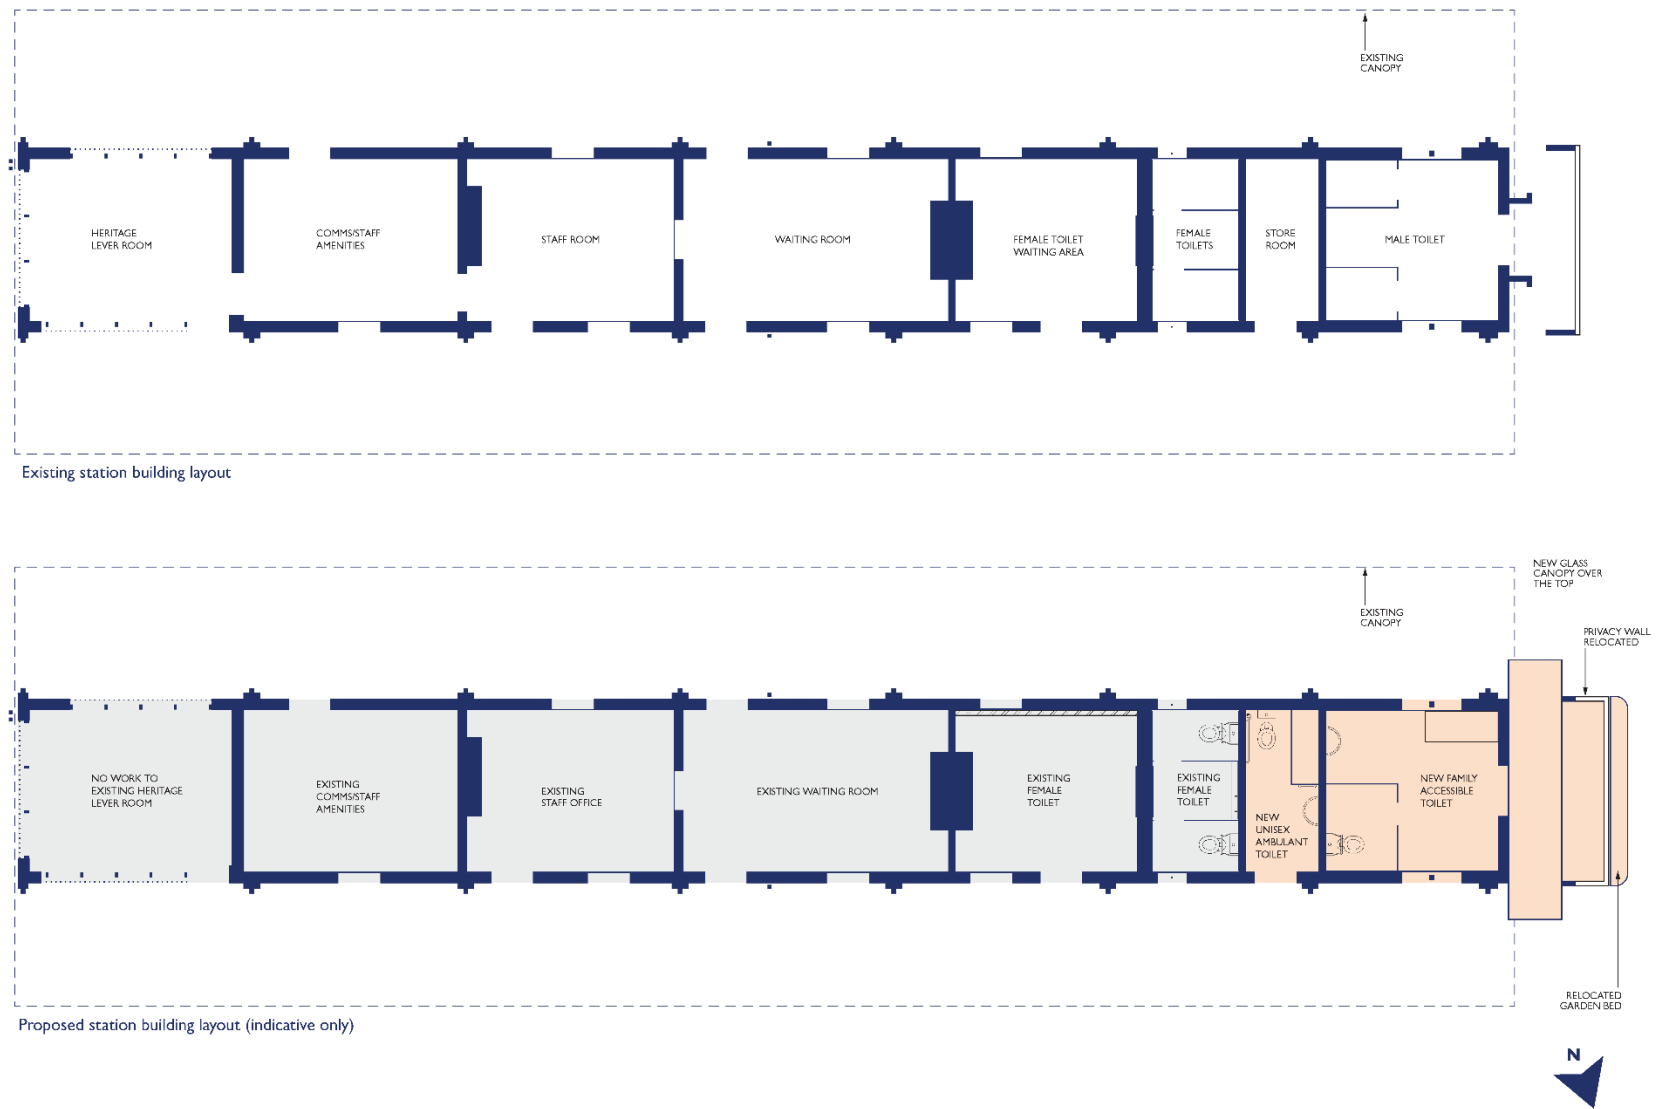 EXISTING
CANOPY
HERITAGE
LEVER ROOM
COMMS/STAFF
AMENITIES
STAFF ROOM
WAITING ROOM
FEMALE TOILET
WAITING AREA
FEMALE
TOILETS
STORE
ROOM
MALE TOILET
Existing station building layout
NEW GLASS
CANOPY OVER
THE TOP
EXISTING
CANOPY
PRIVACY WALL
RELOCATED
NO WORK TO
EXISTING HERITAGE
LEVER ROOM
EXISTING
COMMS/STAFF
AMENITIES
EXISTING
STAFF OFFICE
EXISTING WAITING ROOM
EXISTING
FEMALE
TOILET
EXISTING
FEMALE
TOILET
NEW
UNISEX
AMBULANT
TOILET
NEW FAMILY
ACCESSIBLE
TOILET
RELOCATED
GARDEN BED
Proposed station building layout (indicative only)
N